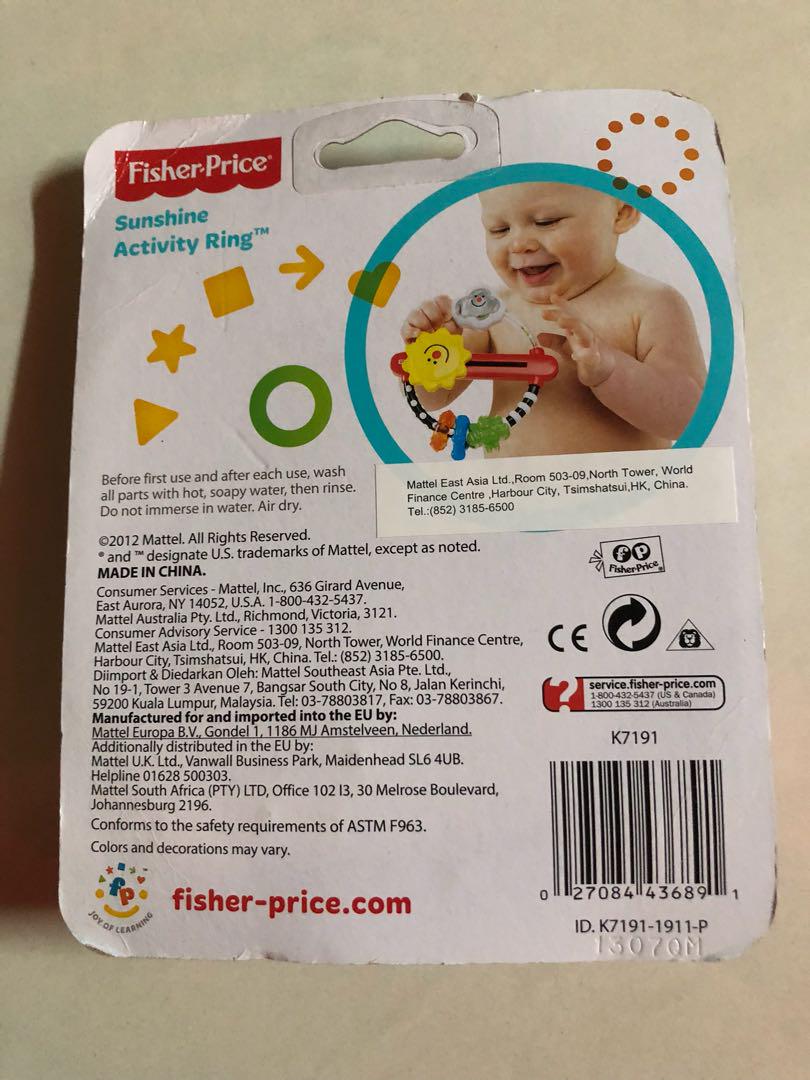 Fisher-Price®
Sunshine
Activity Ring™
Before first use and after each use, wash
all parts with hot, soapy water, then rinse.
Do not immerse in water. Air dry.
Mattel East Asia Ltd.,Room 503-09,North Tower, World
Finance Centre ,Harbour City, Tsimshatsui,HK, China.
Tel.:(852) 3185-6500
©2012 Mattel. All Rights Reserved.
® and ™ designate U.S. trademarks of Mattel, except as noted.
MADE IN CHINA.
Consumer Services - Mattel, Inc., 636 Girard Avenue,
East Aurora, NY 14052, U.S.A. 1-800-432-5437.
Mattel Australia Pty. Ltd., Richmond, Victoria, 3121.
Consumer Advisory Service - 1300 135 312.
Mattel East Asia Ltd., Room 503-09, North Tower, World Finance Centre,
Harbour City, Tsimshatsui, HK, China. Tel.: (852) 3185-6500.
Diimport & Diedarkan Oleh: Mattel Southeast Asia Pte. Ltd.,
No 19-1, Tower 3 Avenue 7, Bangsar South City, No 8, Jalan Kerinchi,
59200 Kuala Lumpur, Malaysia. Tel: 03-78803817, Fax: 03-78803867.
Manufactured for and imported into the EU by:
Mattel Europa B.V., Gondel 1, 1186 MJ Amstelveen, Nederland.
Additionally distributed in the EU by:
Mattel U.K. Ltd., Vanwall Business Park, Maidenhead SL6 4UB.
Helpline 01628 500303.
Mattel South Africa (PTY) LTD, Office 102 I3, 30 Melrose Boulevard,
Johannesburg 2196.
Conforms to the safety requirements of ASTM F963.
Colors and decorations may vary.
fp
JOY OF LEARNING
fisher-price.com
fp
Fisher-Price®
CE
?
service.fisher-price.com
1-800-432-5437 (US & Canada)
1300 135 312 (Australia)
K7191
0 27084 43689 1
ID. K7191-1911-P
13070M